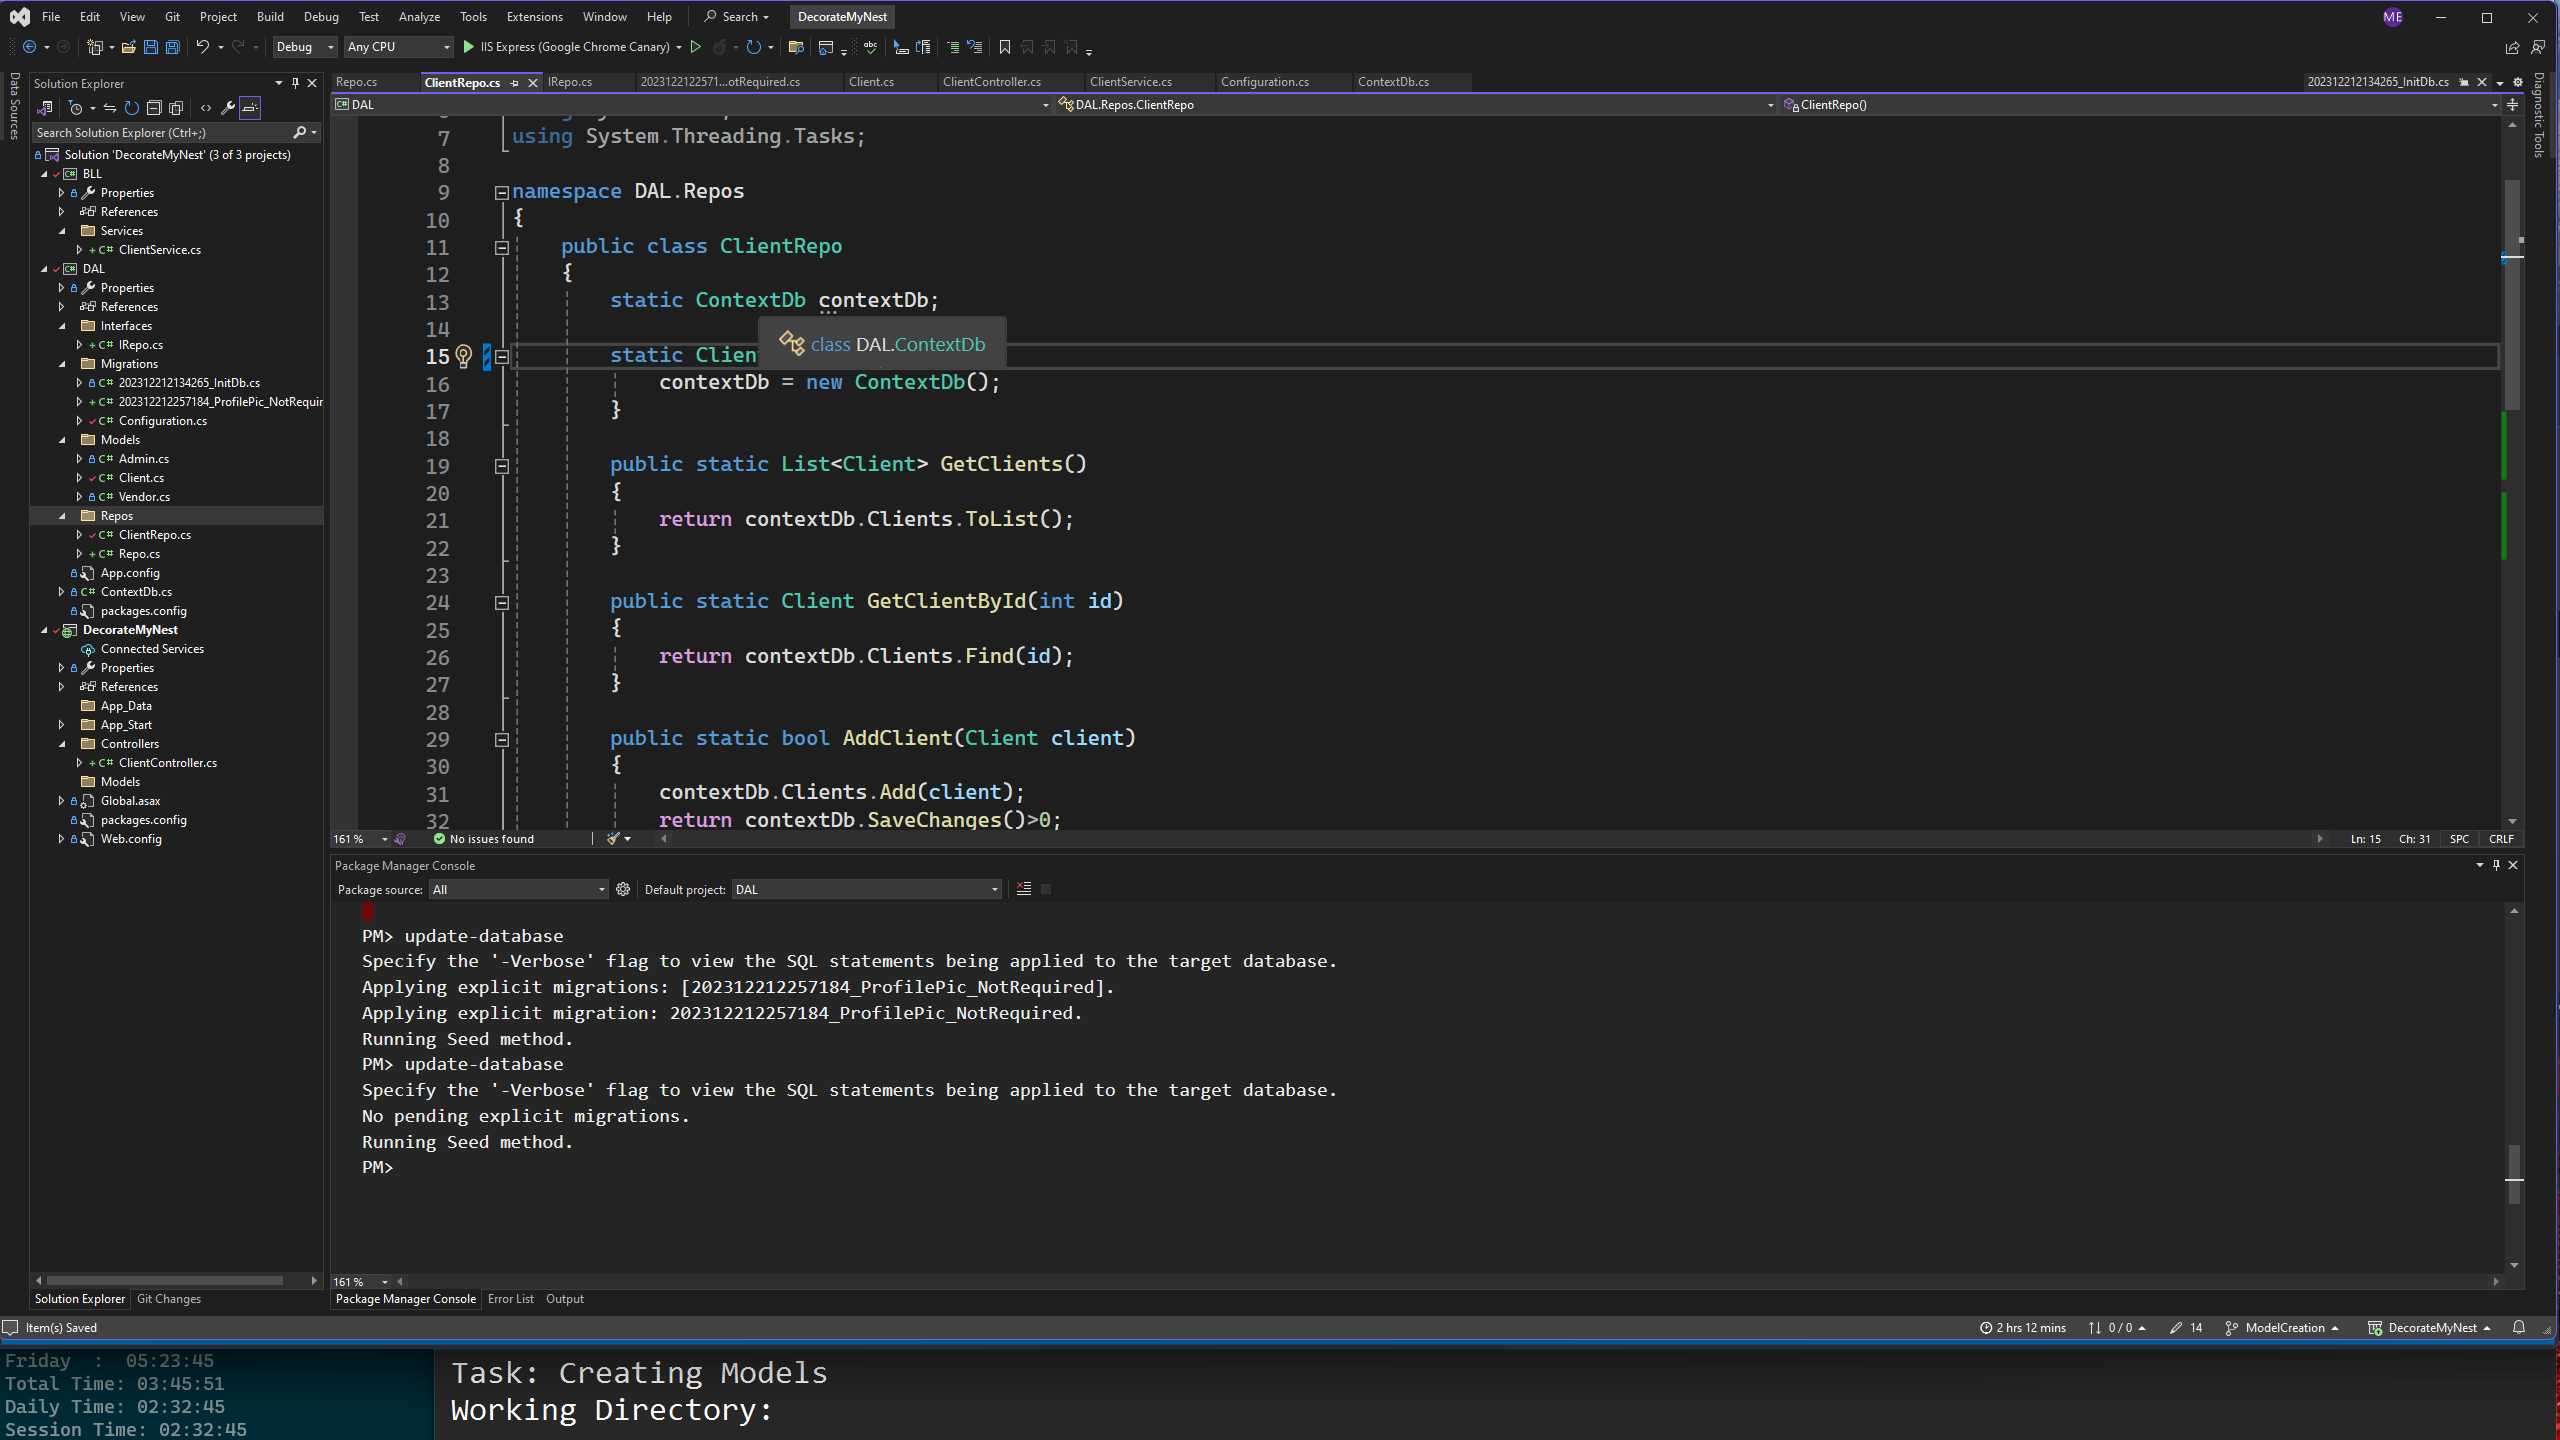 File Edit View Git Project Build Debug Test Analyze Tools Extensions Window Help Search DecorateMyNest ME
Debug Any CPU IIS Express (Google Chrome Canary)
Data Sources
Solution Explorer
Search Solution Explorer (Ctrl+;)
Solution 'DecorateMyNest' (3 of 3 projects)
BLL
Properties
References
Services
ClientService.cs
DAL
Properties
References
Interfaces
IRepo.cs
Migrations
202312212134265_InitDb.cs
202312212257184_ProfilePic_NotRequir
Configuration.cs
Models
Admin.cs
Client.cs
Vendor.cs
Repos
ClientRepo.cs
Repo.cs
App.config
ContextDb.cs
packages.config
DecorateMyNest
Connected Services
Properties
References
App_Data
App_Start
Controllers
ClientController.cs
Models
Global.asax
packages.config
Web.config
Solution Explorer Git Changes
Repo.cs ClientRepo.cs IRepo.cs 2023122122571...otRequired.cs Client.cs ClientController.cs ClientService.cs Configuration.cs ContextDb.cs 202312212134265_InitDb.cs
DAL DAL.Repos.ClientRepo ClientRepo()
Diagnostic Tools
7 using System.Threading.Tasks;
8
9 namespace DAL.Repos
10 {
11 public class ClientRepo
12 {
13 static ContextDb contextDb;
14
class DAL.ContextDb
15 static Clien
16 contextDb = new ContextDb();
17 }
18
19 public static List<Client> GetClients()
20 {
21 return contextDb.Clients.ToList();
22 }
23
24 public static Client GetClientById(int id)
25 {
26 return contextDb.Clients.Find(id);
27 }
28
29 public static bool AddClient(Client client)
30 {
31 contextDb.Clients.Add(client);
32 return contextDb.SaveChanges()>0;
161 % No issues found Ln: 15 Ch: 31 SPC CRLF
Package Manager Console
Package source: All Default project: DAL
PM> update-database
Specify the '-Verbose' flag to view the SQL statements being applied to the target database.
Applying explicit migrations: [202312212257184_ProfilePic_NotRequired].
Applying explicit migration: 202312212257184_ProfilePic_NotRequired.
Running Seed method.
PM> update-database
Specify the '-Verbose' flag to view the SQL statements being applied to the target database.
No pending explicit migrations.
Running Seed method.
PM>
161 %
Package Manager Console Error List Output
Item(s) Saved 2 hrs 12 mins 0 / 0 14 ModelCreation DecorateMyNest
Friday : 05:23:45
Total Time: 03:45:51
Daily Time: 02:32:45
Session Time: 02:32:45
Task: Creating Models
Working Directory: